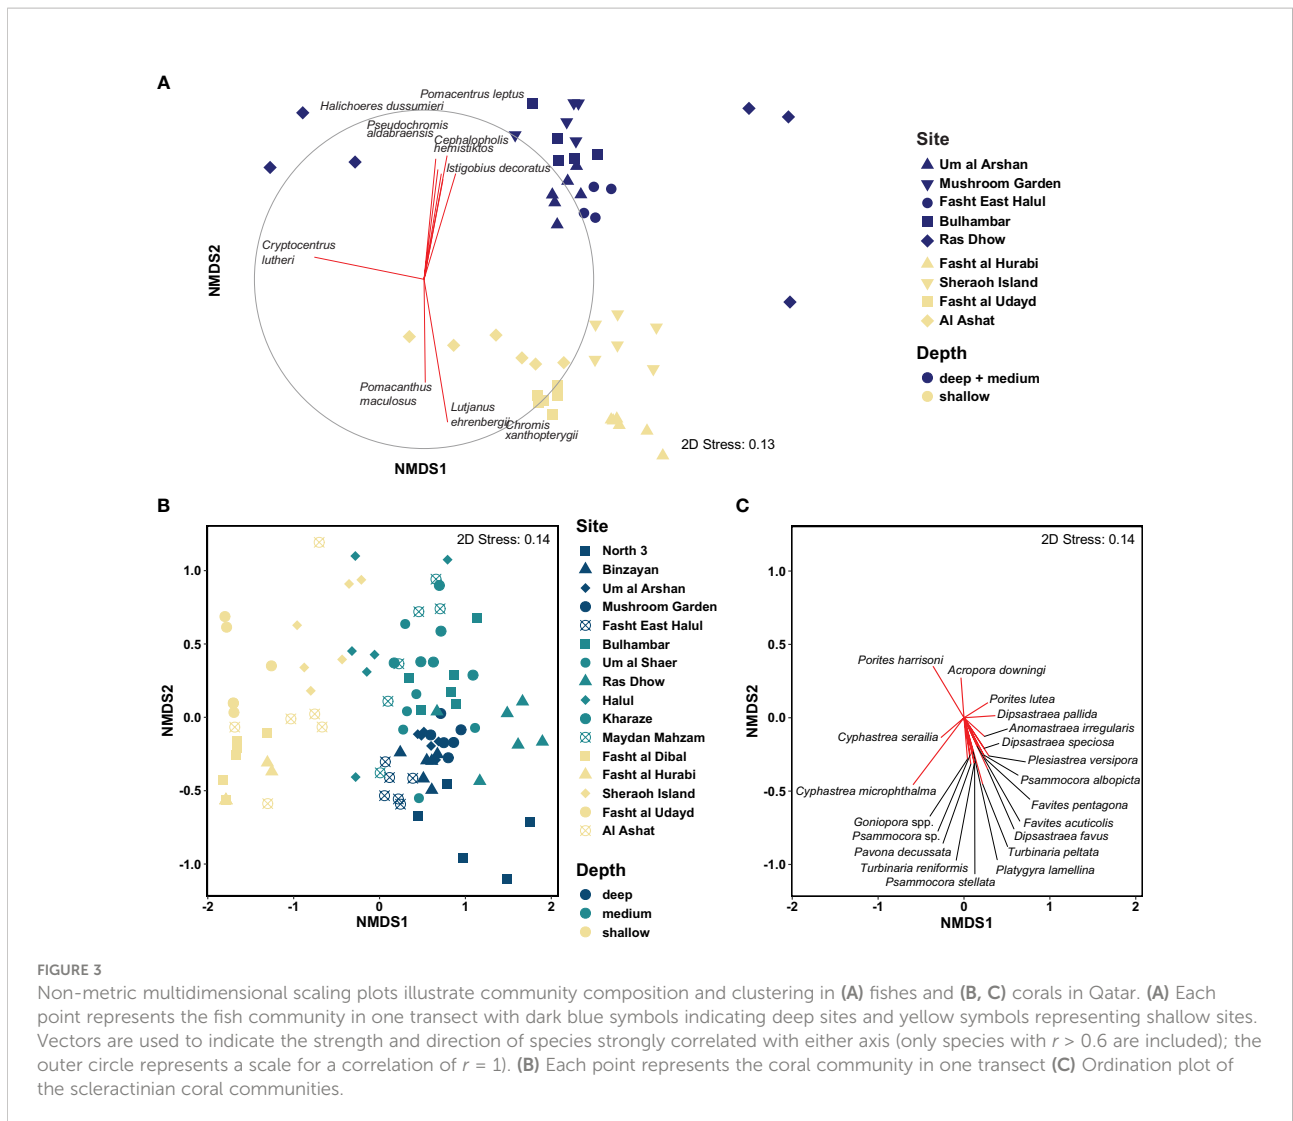 A
Pomacentrus leptus
Halichoeres dussumieri
Pseudochromis
aldabraensis
Cephalopholis
hemistiktos
Istigobius decoratus
Cryptocentrus
lutheri
NMDS2
Pomacanthus
maculosus
Lutjanus
ehrenbergii
Chromis
xanthopterygii
2D Stress: 0.13
NMDS1
Site
Um al Arshan
Mushroom Garden
Fasht East Halul
Bulhambar
Ras Dhow
Fasht al Hurabi
Sheraoh Island
Fasht al Udayd
Al Ashat
Depth
deep + medium
shallow
B
2D Stress: 0.14
1.0
0.5
0.0
-0.5
-1.0
NMDS2
-2
-1
0
1
2
NMDS1
Site
North 3
Binzayan
Um al Arshan
Mushroom Garden
Fasht East Halul
Bulhambar
Um al Shaer
Ras Dhow
Halul
Kharaze
Maydan Mahzam
Fasht al Dibal
Fasht al Hurabi
Sheraoh Island
Fasht al Udayd
Al Ashat
Depth
deep
medium
shallow
C
2D Stress: 0.14
1.0
0.5
0.0
-0.5
-1.0
NMDS2
Porites harrisoni
Acropora downingi
Porites lutea
Dipsastraea pallida
Anomastraea irregularis
Cyphastrea serailia
Dipsastraea speciosa
Plesiastrea versipora
Psammocora albopicta
Cyphastrea microphthalma
Favites pentagona
Goniopora spp.
Favites acuticolis
Psammocora sp.
Dipsastraea favus
Pavona decussata
Turbinaria peltata
Turbinaria reniformis
Platygyra lamellina
Psammocora stellata
-2
-1
0
1
2
NMDS1
FIGURE 3
Non-metric multidimensional scaling plots illustrate community composition and clustering in (A) fishes and (B, C) corals in Qatar. (A) Each
point represents the fish community in one transect with dark blue symbols indicating deep sites and yellow symbols representing shallow sites.
Vectors are used to indicate the strength and direction of species strongly correlated with either axis (only species with r > 0.6 are included); the
outer circle represents a scale for a correlation of r = 1). (B) Each point represents the coral community in one transect (C) Ordination plot of
the scleractinian coral communities.